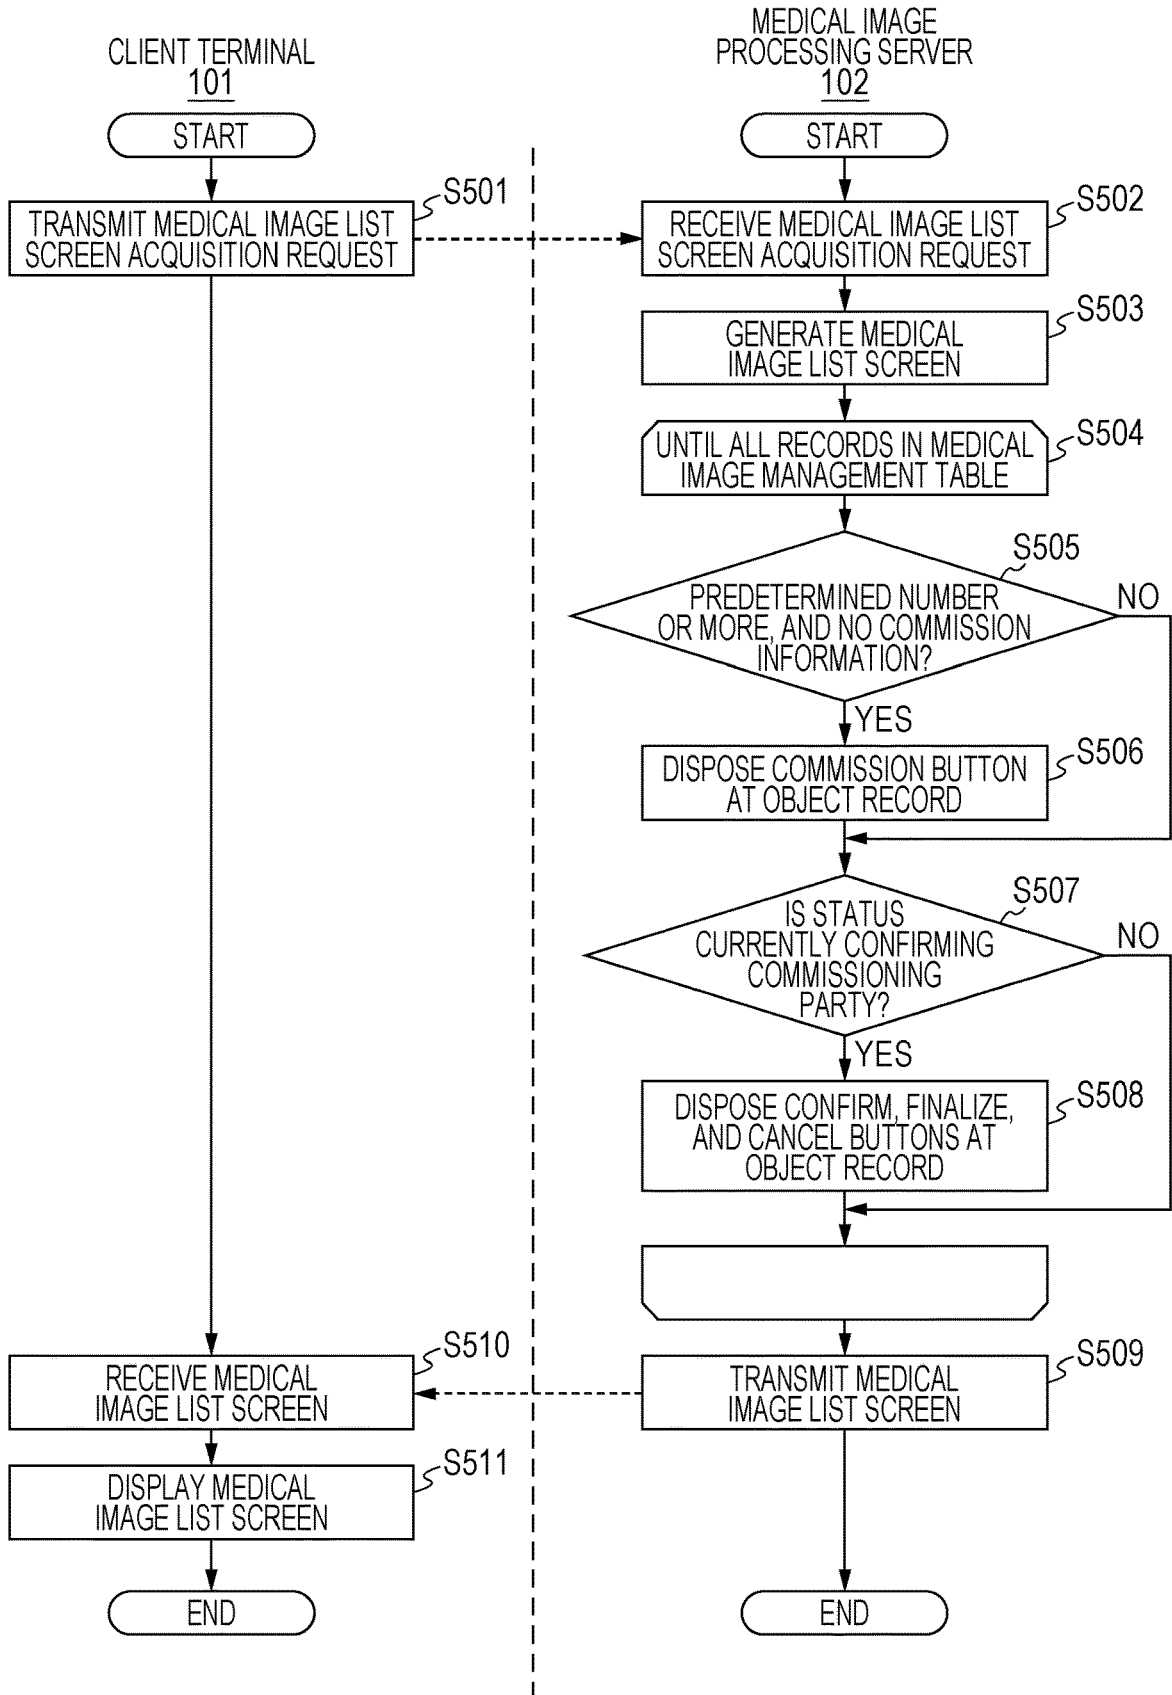 CLIENT TERMINAL
101
MEDICAL IMAGE
PROCESSING SERVER
102
START
START
S501
TRANSMIT MEDICAL IMAGE LIST
SCREEN ACQUISITION REQUEST
S502
RECEIVE MEDICAL IMAGE LIST
SCREEN ACQUISITION REQUEST
S503
GENERATE MEDICAL
IMAGE LIST SCREEN
S504
UNTIL ALL RECORDS IN MEDICAL
IMAGE MANAGEMENT TABLE
S505
PREDETERMINED NUMBER
OR MORE, AND NO COMMISSION
INFORMATION?
NO
YES
S506
DISPOSE COMMISSION BUTTON
AT OBJECT RECORD
S507
IS STATUS
CURRENTLY CONFIRMING
COMMISSIONING
PARTY?
NO
YES
S508
DISPOSE CONFIRM, FINALIZE,
AND CANCEL BUTTONS AT
OBJECT RECORD
S510
RECEIVE MEDICAL
IMAGE LIST SCREEN
S509
TRANSMIT MEDICAL
IMAGE LIST SCREEN
S511
DISPLAY MEDICAL
IMAGE LIST SCREEN
END
END